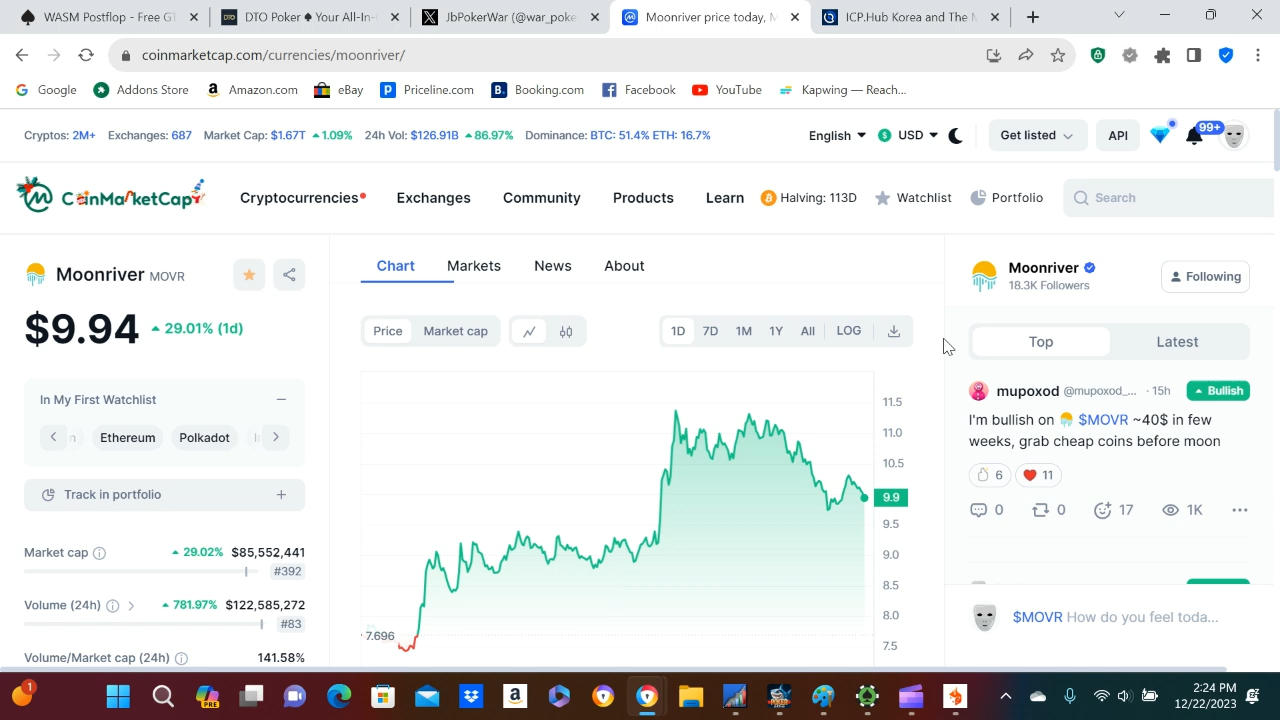 WASM Postflop - Free GT
DTO Poker ♠ Your All-In-
JbPokerWar (@war_poke
Moonriver price today, M
ICP.Hub Korea and The M
coinmarketcap.com/currencies/moonriver/
Google
Addons Store
Amazon.com
eBay
Priceline.com
Booking.com
Facebook
YouTube
Kapwing — Reach...
Cryptos: 2M+ Exchanges: 687 Market Cap: $1.67T 1.09% 24h Vol: $126.91B 86.97% Dominance: BTC: 51.4% ETH: 16.7%
English
USD
Get listed
API
99+
CoinMarketCap
Cryptocurrencies
Exchanges
Community
Products
Learn
Halving: 113D
Watchlist
Portfolio
Search
Moonriver MOVR
$9.94 29.01% (1d)
In My First Watchlist
Ethereum
Polkadot
Track in portfolio
Market cap 29.02% $85,552,441
#392
Volume (24h) 781.97% $122,585,272
#83
Volume/Market cap (24h) 141.58%
Chart
Markets
News
About
Price
Market cap
1D
7D
1M
1Y
All
LOG
11.5
11.0
10.5
9.9
9.5
9.0
8.5
8.0
7.696
7.5
Moonriver
18.3K Followers
Following
Top
Latest
mupoxod @mupoxod_... · 15h Bullish
I'm bullish on $MOVR ~40$ in few
weeks, grab cheap coins before moon
6
11
0
0
17
1K
$MOVR How do you feel toda...
1
PRE
2:24 PM
12/22/2023